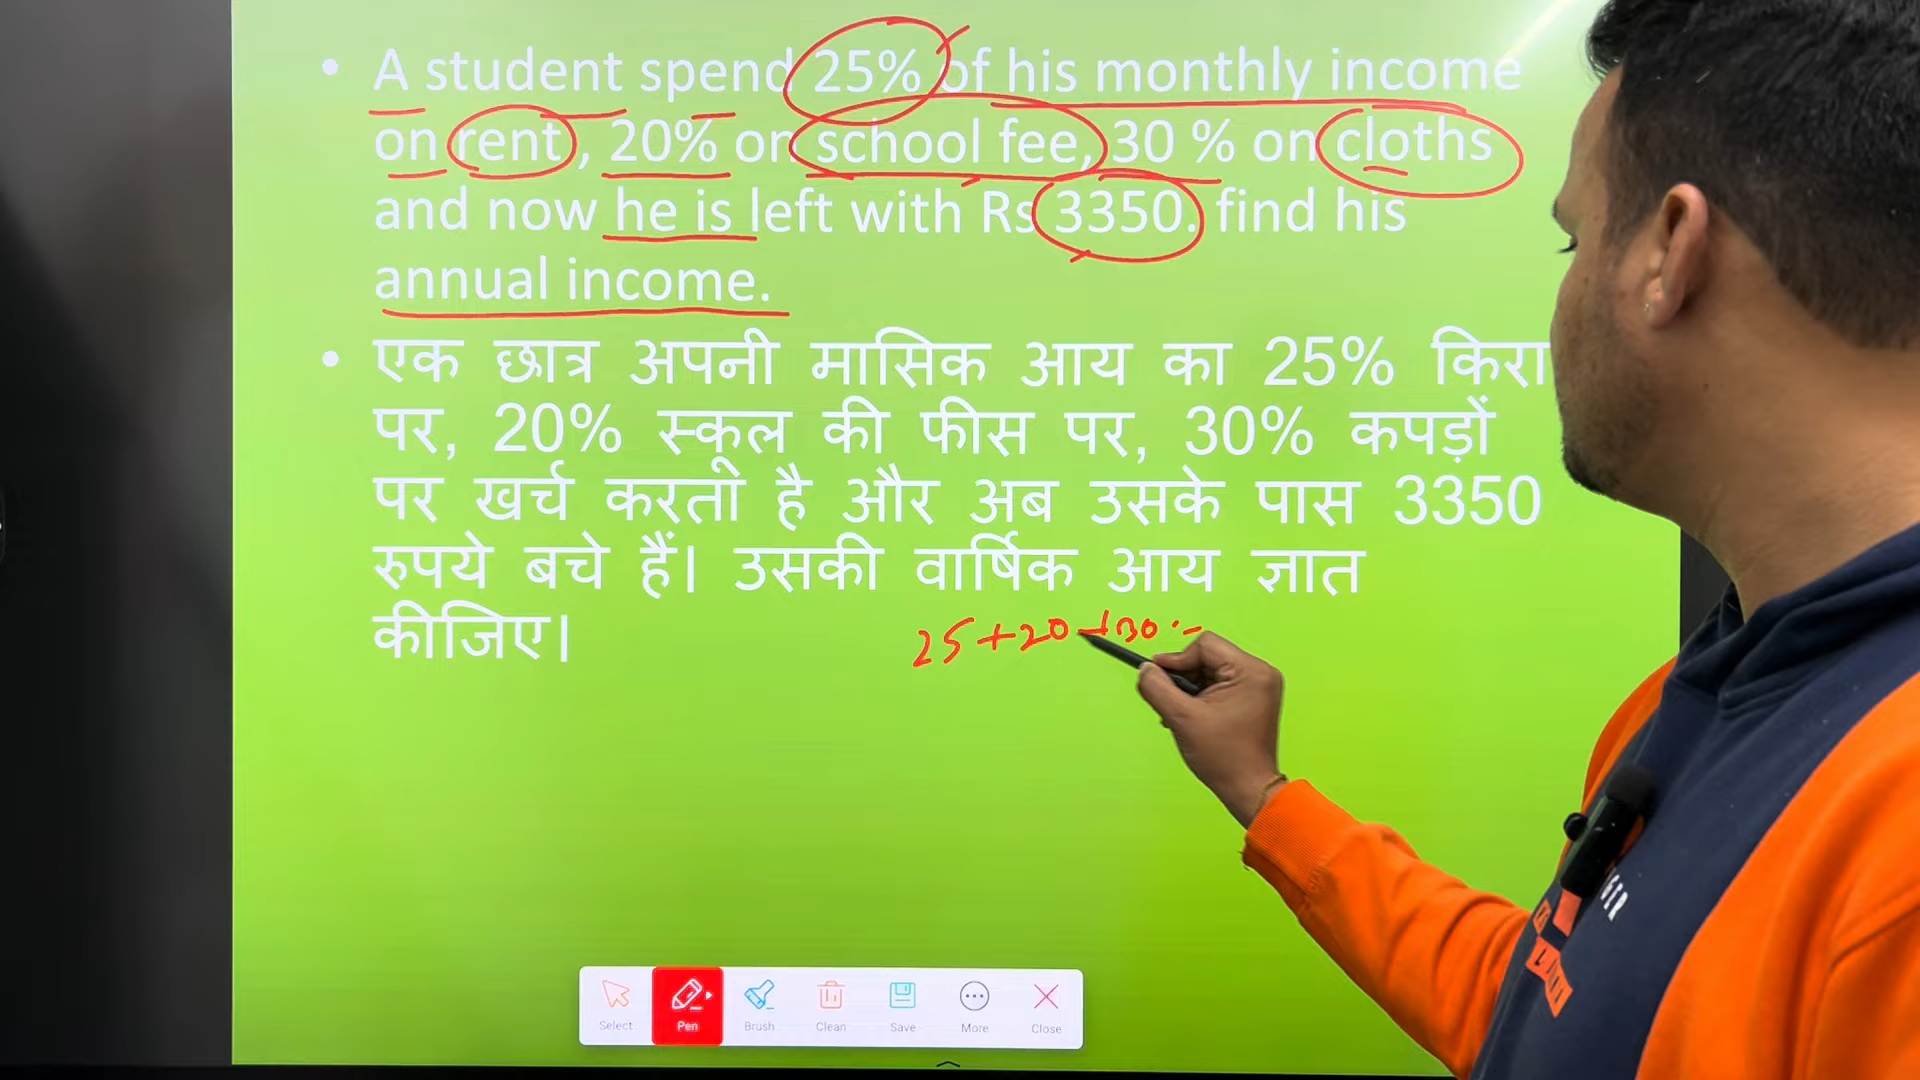 • A student spend 25% of his monthly income
on rent , 20% on school fee, 30 % on cloths
and now he is left with Rs 3350. find his
annual income.
• एक छात्र अपनी मासिक आय का 25%
पर, 20% स्कूल की फीस पर, 30% कपड़ों
पर खर्च करता है और अब उसके पास 3350
रुपये बचे हैं। उसकी वार्षिक आय ज्ञात
कीजिए।
25+20+30
Select
Pen
Brush
Clean
Save
More
Close